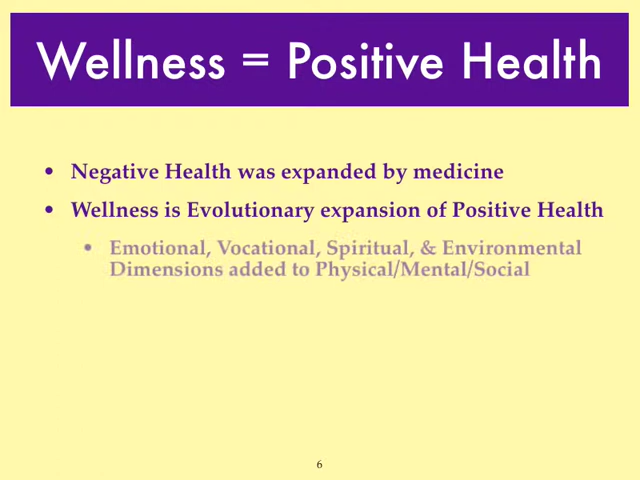 Wellness = Positive Health
• Negative Health was expanded by medicine
• Wellness is Evolutionary expansion of Positive Health
• Emotional, Vocational, Spiritual, & Environmental
Dimensions added to Physical/Mental/Social
6